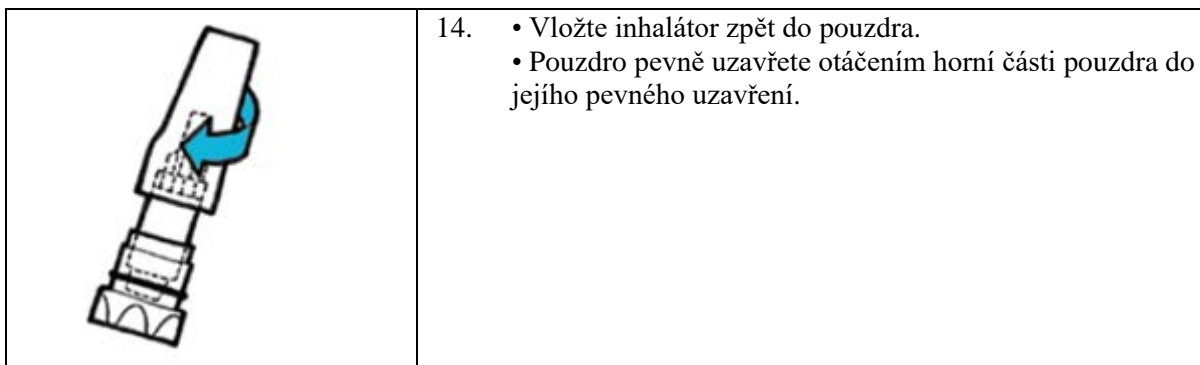 14. • Vložte inhalátor zpět do pouzdra.
• Pouzdro pevně uzavřete otáčením horní části pouzdra do
jejího pevného uzavření.